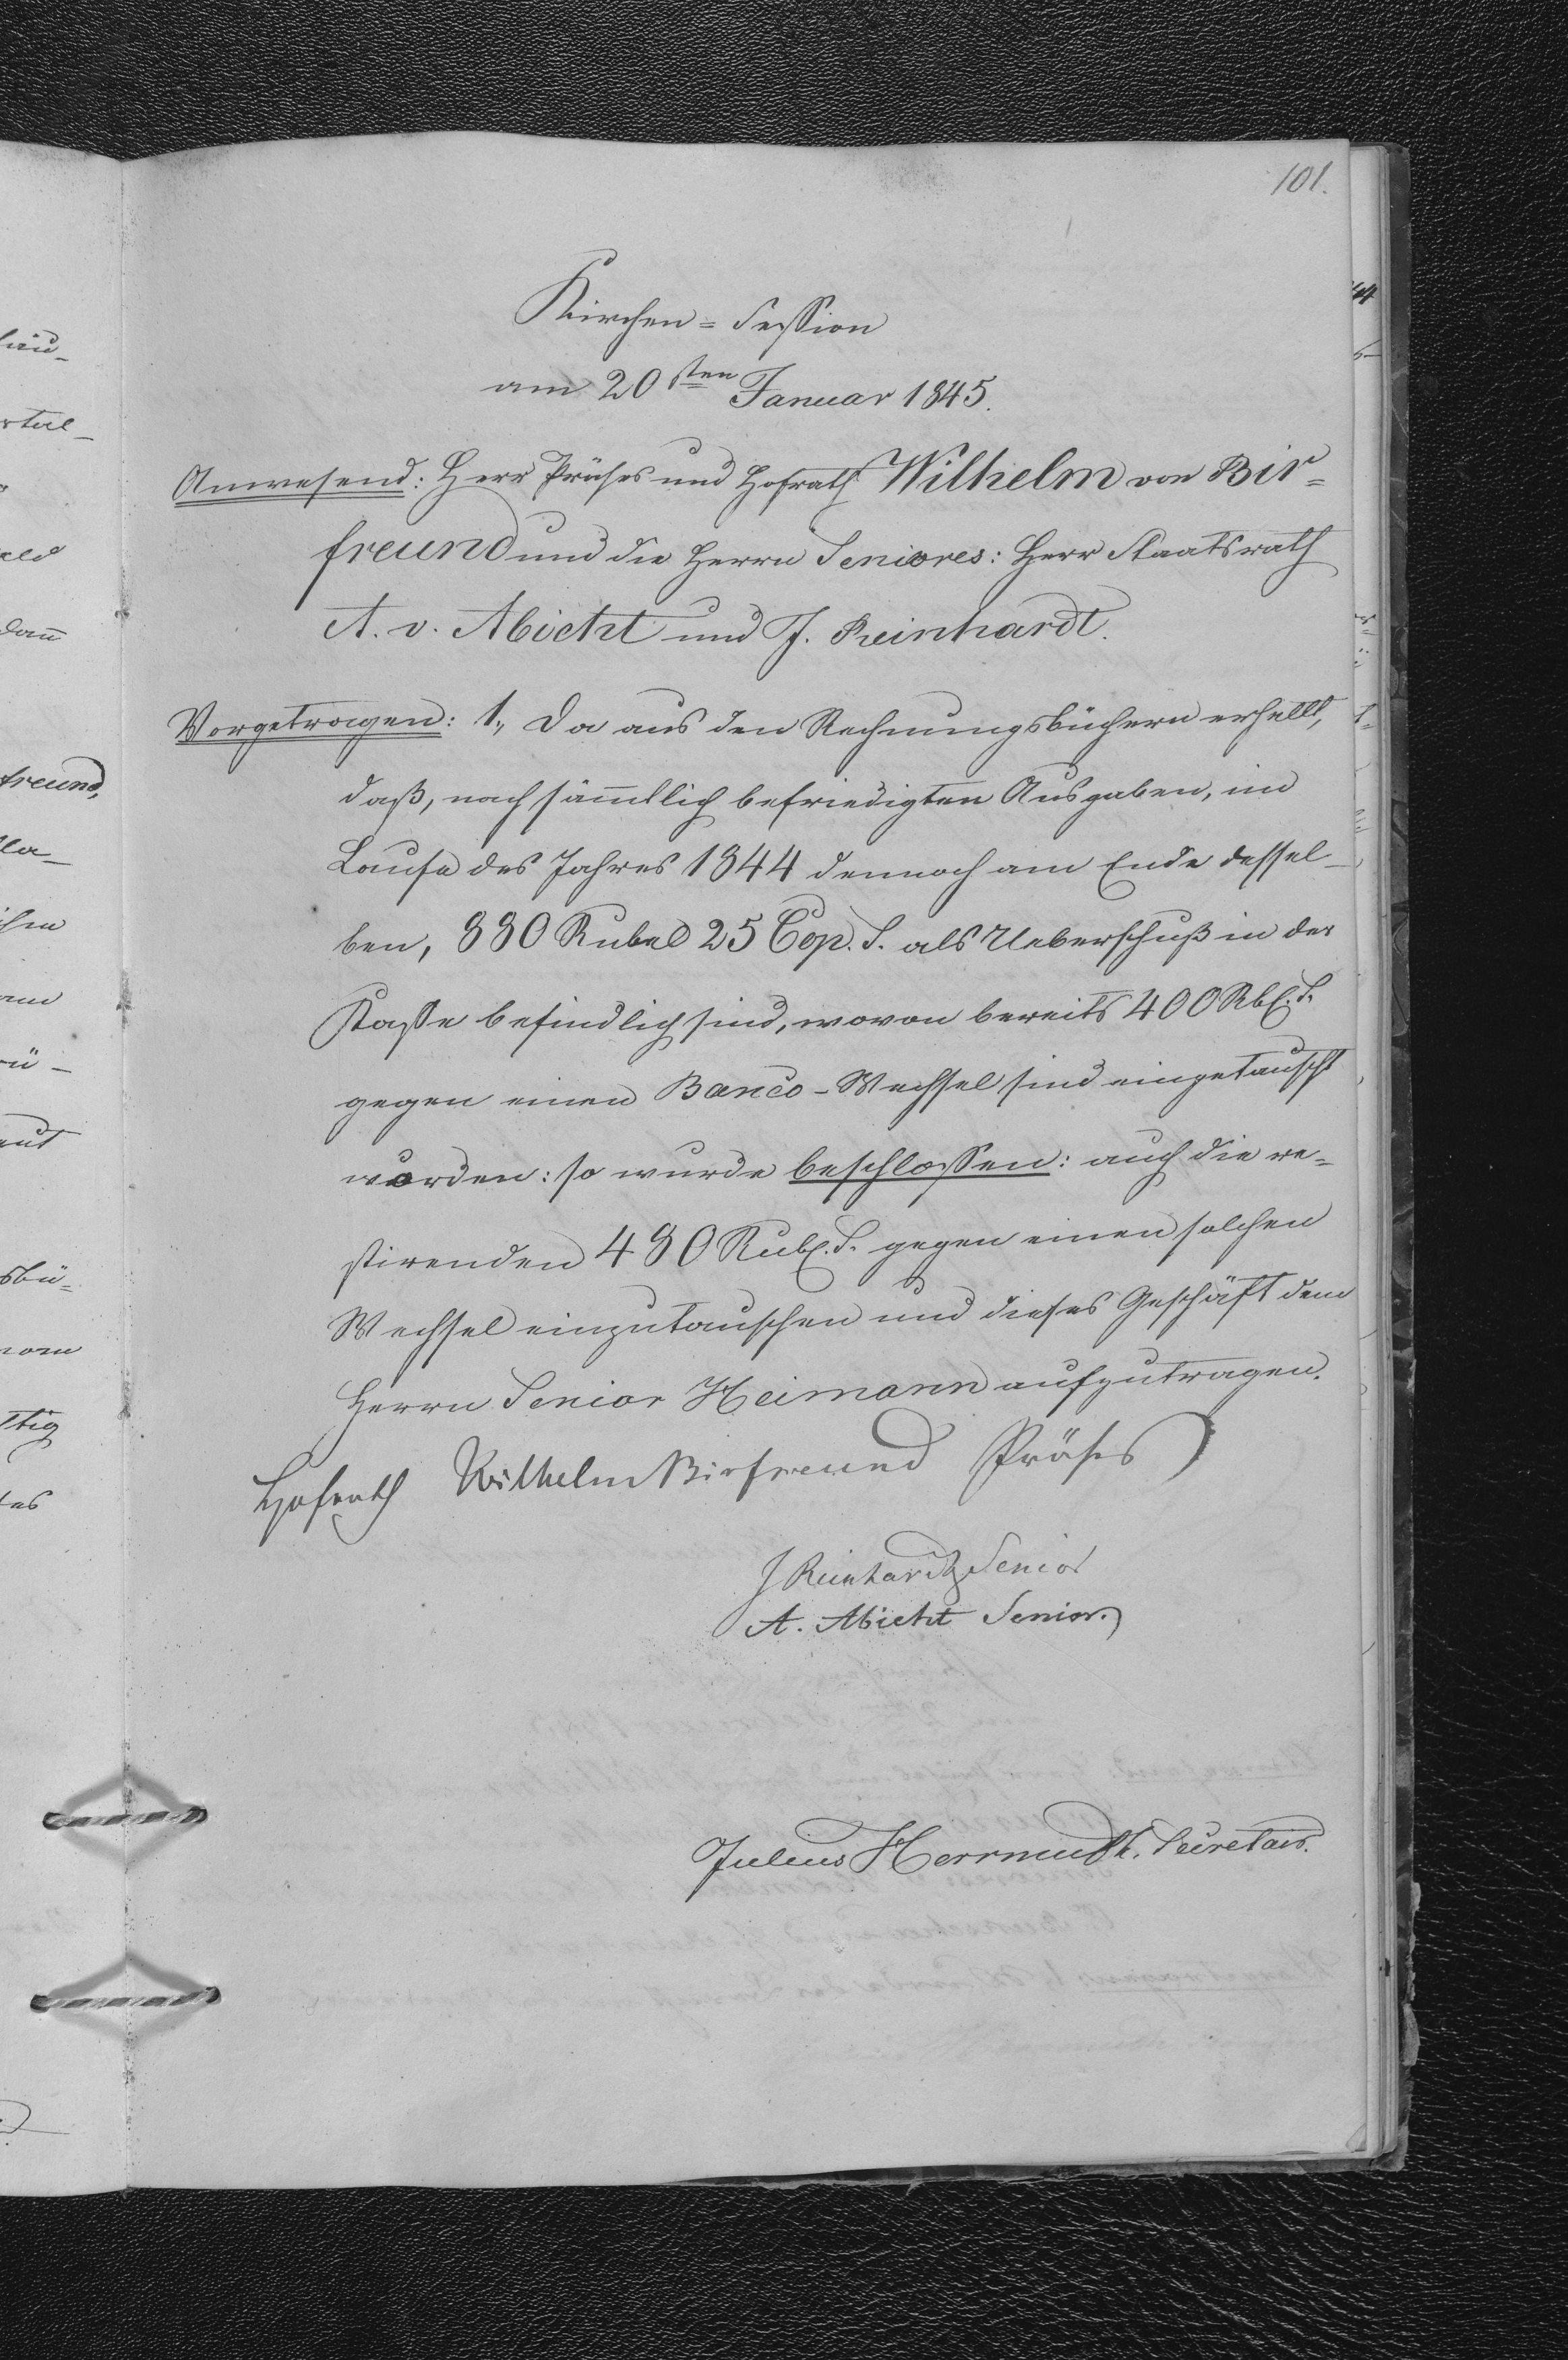 101.
Kirchen=Session
am 20sten Januar 1845.
Anwesend: Herr Präses und Hofrath Wilhelm von Bir=
freund und die Herrn Seniores: Herr Staatsrath
A. v. Abicht und J. Reinhardt.
Vorgetragen: 1., Da aus den Rechnungsbüchern erhellt,
daß, nach sämtlich befriedigten Ausgaben, im
Laufe des Jahres 1844 dennoch am Ende dessel-
ben, 880 Rubel 25 Cop. S. als Ueberschuß in der
Kasse befindlich sind, wovon bereits 400 Rbl. S.
gegen einen Banco-Wechsel sind eingetauscht
worden: so wurde beschlossen: auch die re=
stirenden 480 Rubl. S. gegen einen solchen
Wechsel einzutauschen und dieses Geschäft dem
Herrn Senior Heimann aufzutragen.
Hofrath Wilhelm Birfreund Präses
J Reinhardt Senior
A. Abicht Senior.
Julius Herrmuth. Secretair.